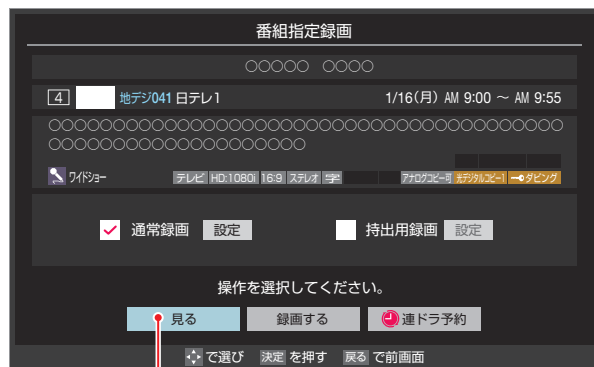 番組指定録画
○○○○○ ○○○○
4 地デジ041 日テレ1 1/16(月) AM 9:00 ～ AM 9:55
○○○○○○○○○○○○○○○○○○○○○○○○○○○○○○○○○○○○○○○○
○○○○○○○○○○○○○○○○○○○○
ワイドショー テレビ HD:1080i 16:9 ステレオ 字 アナログコピー可 光デジタルコピー1 ダビング
通常録画 設定 持出用録画 設定
操作を選択してください。
見る 録画する 連ドラ予約
で選び 決定 を押す 戻る で前画面